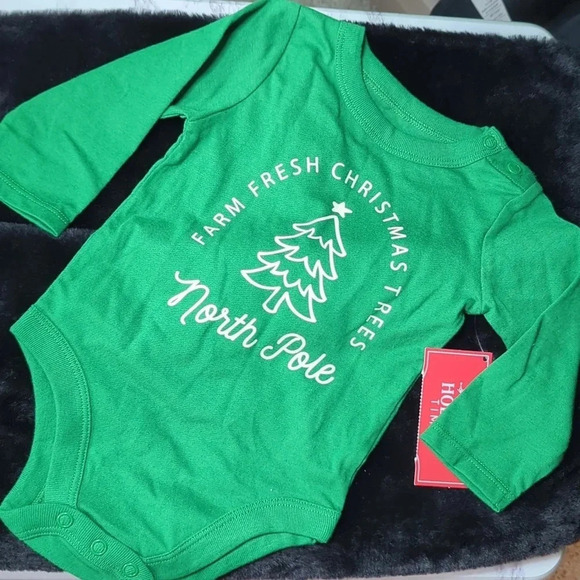 FARM FRESH CHRISTMAS TREES
North Pole